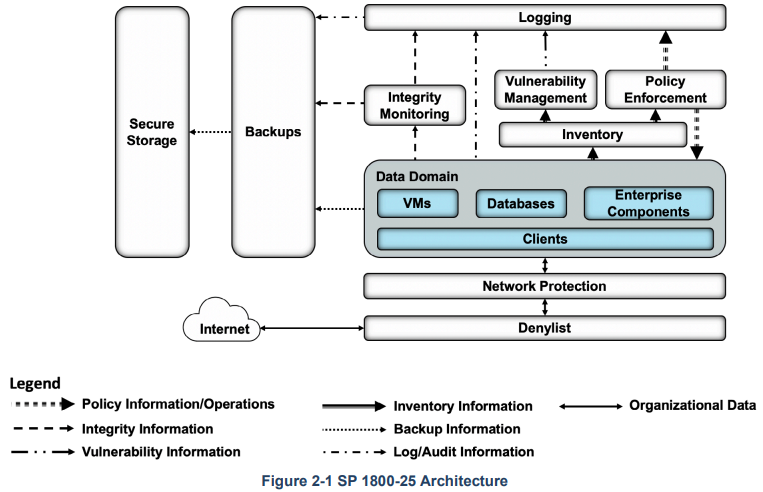 Logging
Vulnerability
Management
Policy
Enforcement
Integrity
Monitoring
Secure
Storage
Backups
Inventory
Data Domain
VMs
Databases
Enterprise
Components
Clients
Network Protection
Internet
Denylist
Legend
Policy Information/Operations
Inventory Information
Organizational Data
Integrity Information
Backup Information
Vulnerability Information
Log/Audit Information
Figure 2-1 SP 1800-25 Architecture